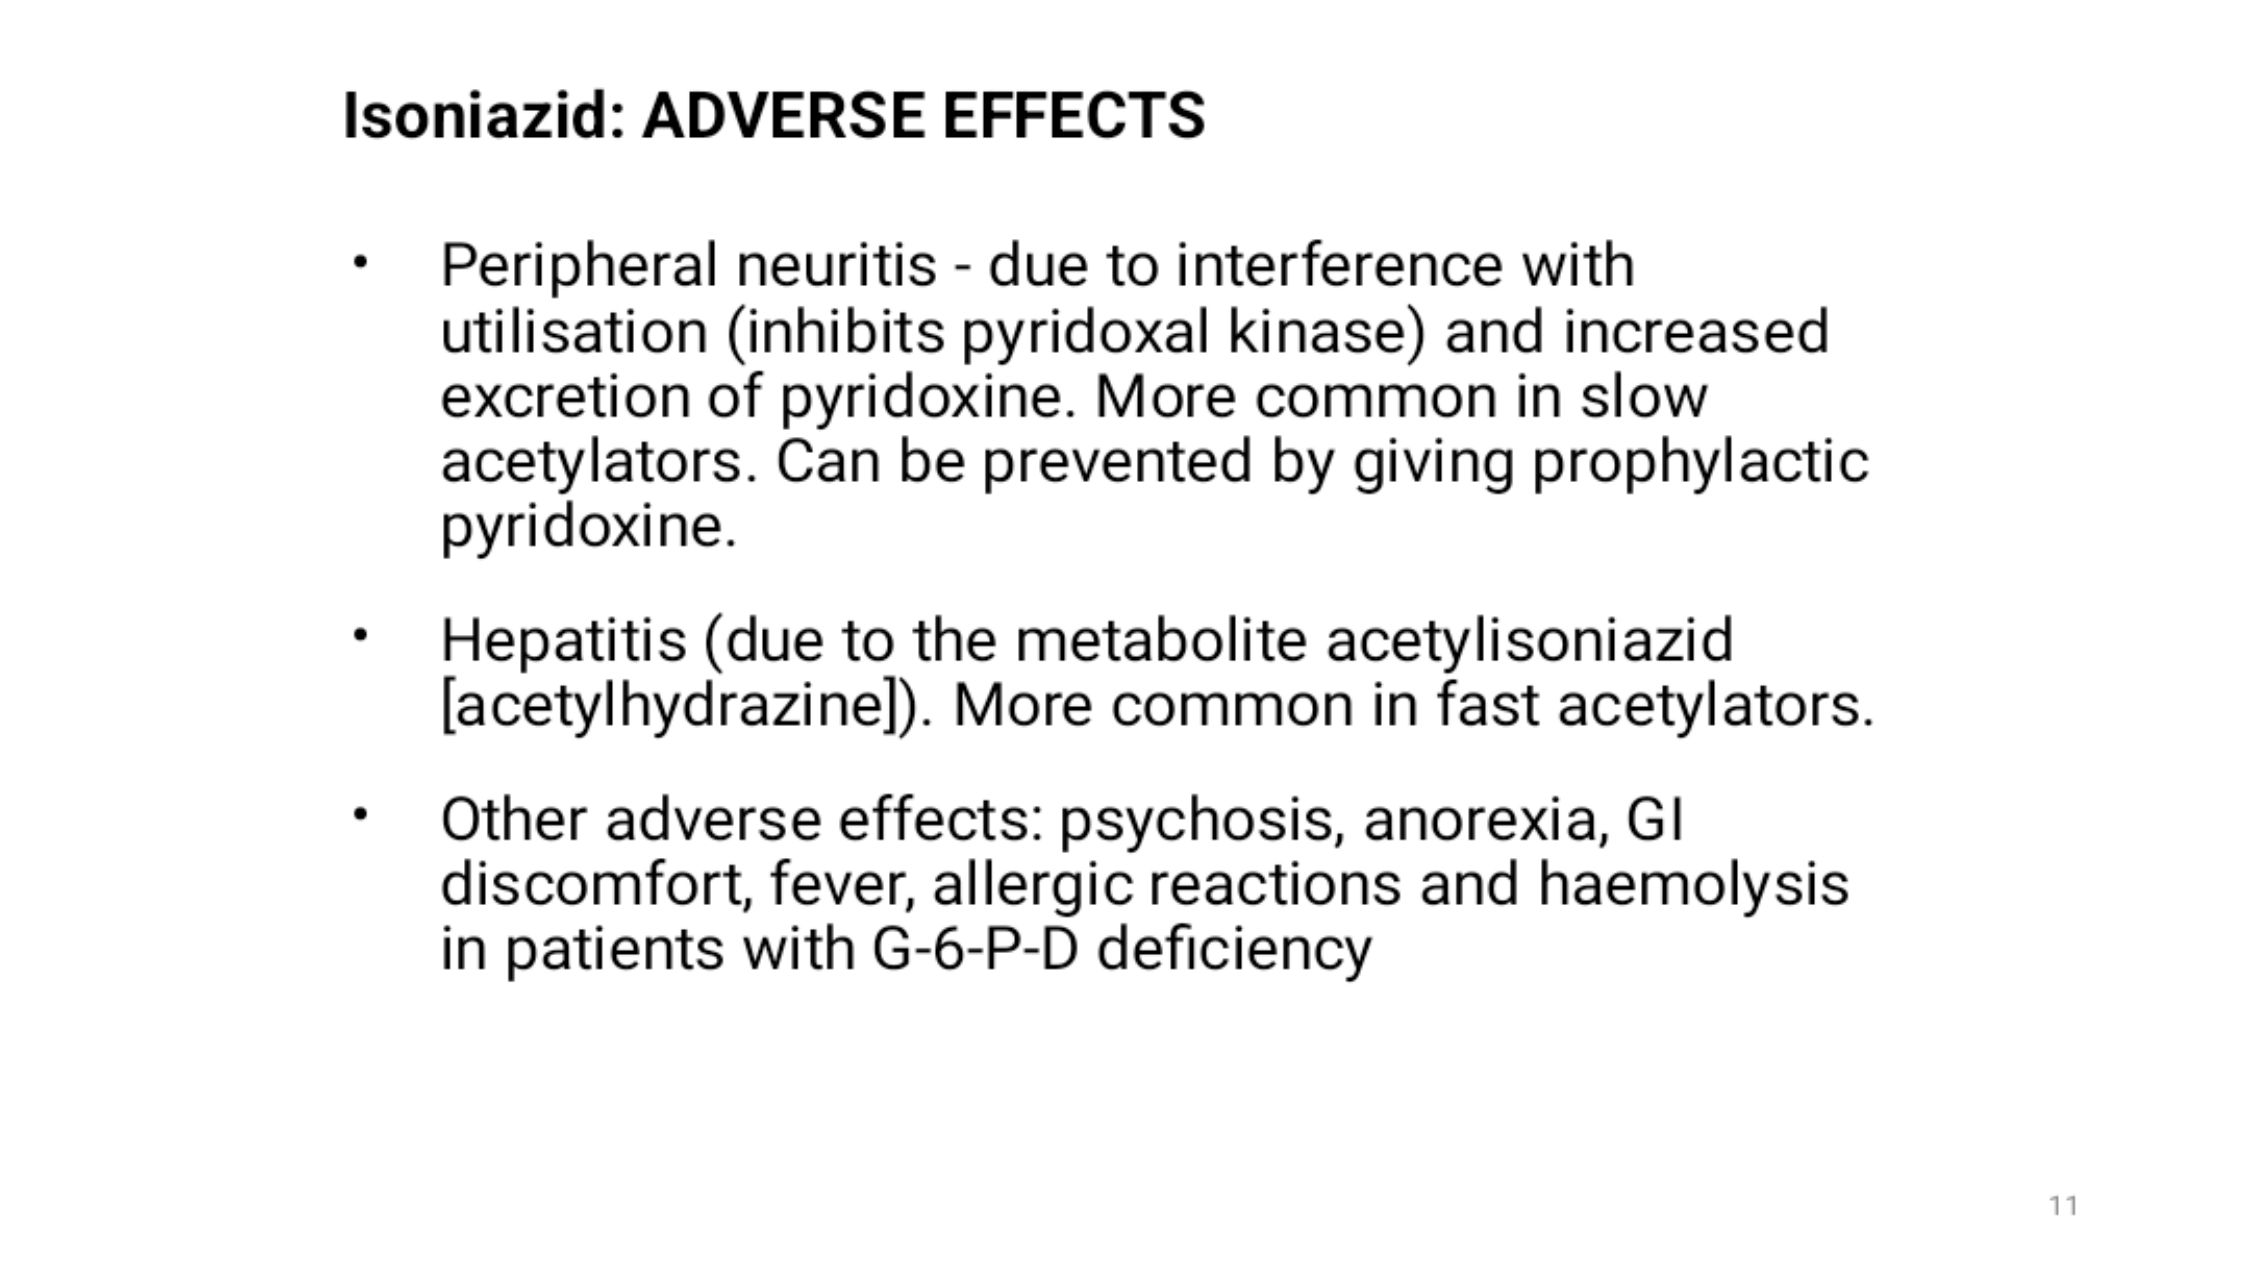 Isoniazid: ADVERSE EFFECTS
• Peripheral neuritis - due to interference with
utilisation (inhibits pyridoxal kinase) and increased
excretion of pyridoxine. More common in slow
acetylators. Can be prevented by giving prophylactic
pyridoxine.
• Hepatitis (due to the metabolite acetylisoniazid
[acetylhydrazine]). More common in fast acetylators.
• Other adverse effects: psychosis, anorexia, GI
discomfort, fever, allergic reactions and haemolysis
in patients with G-6-P-D deficiency
11